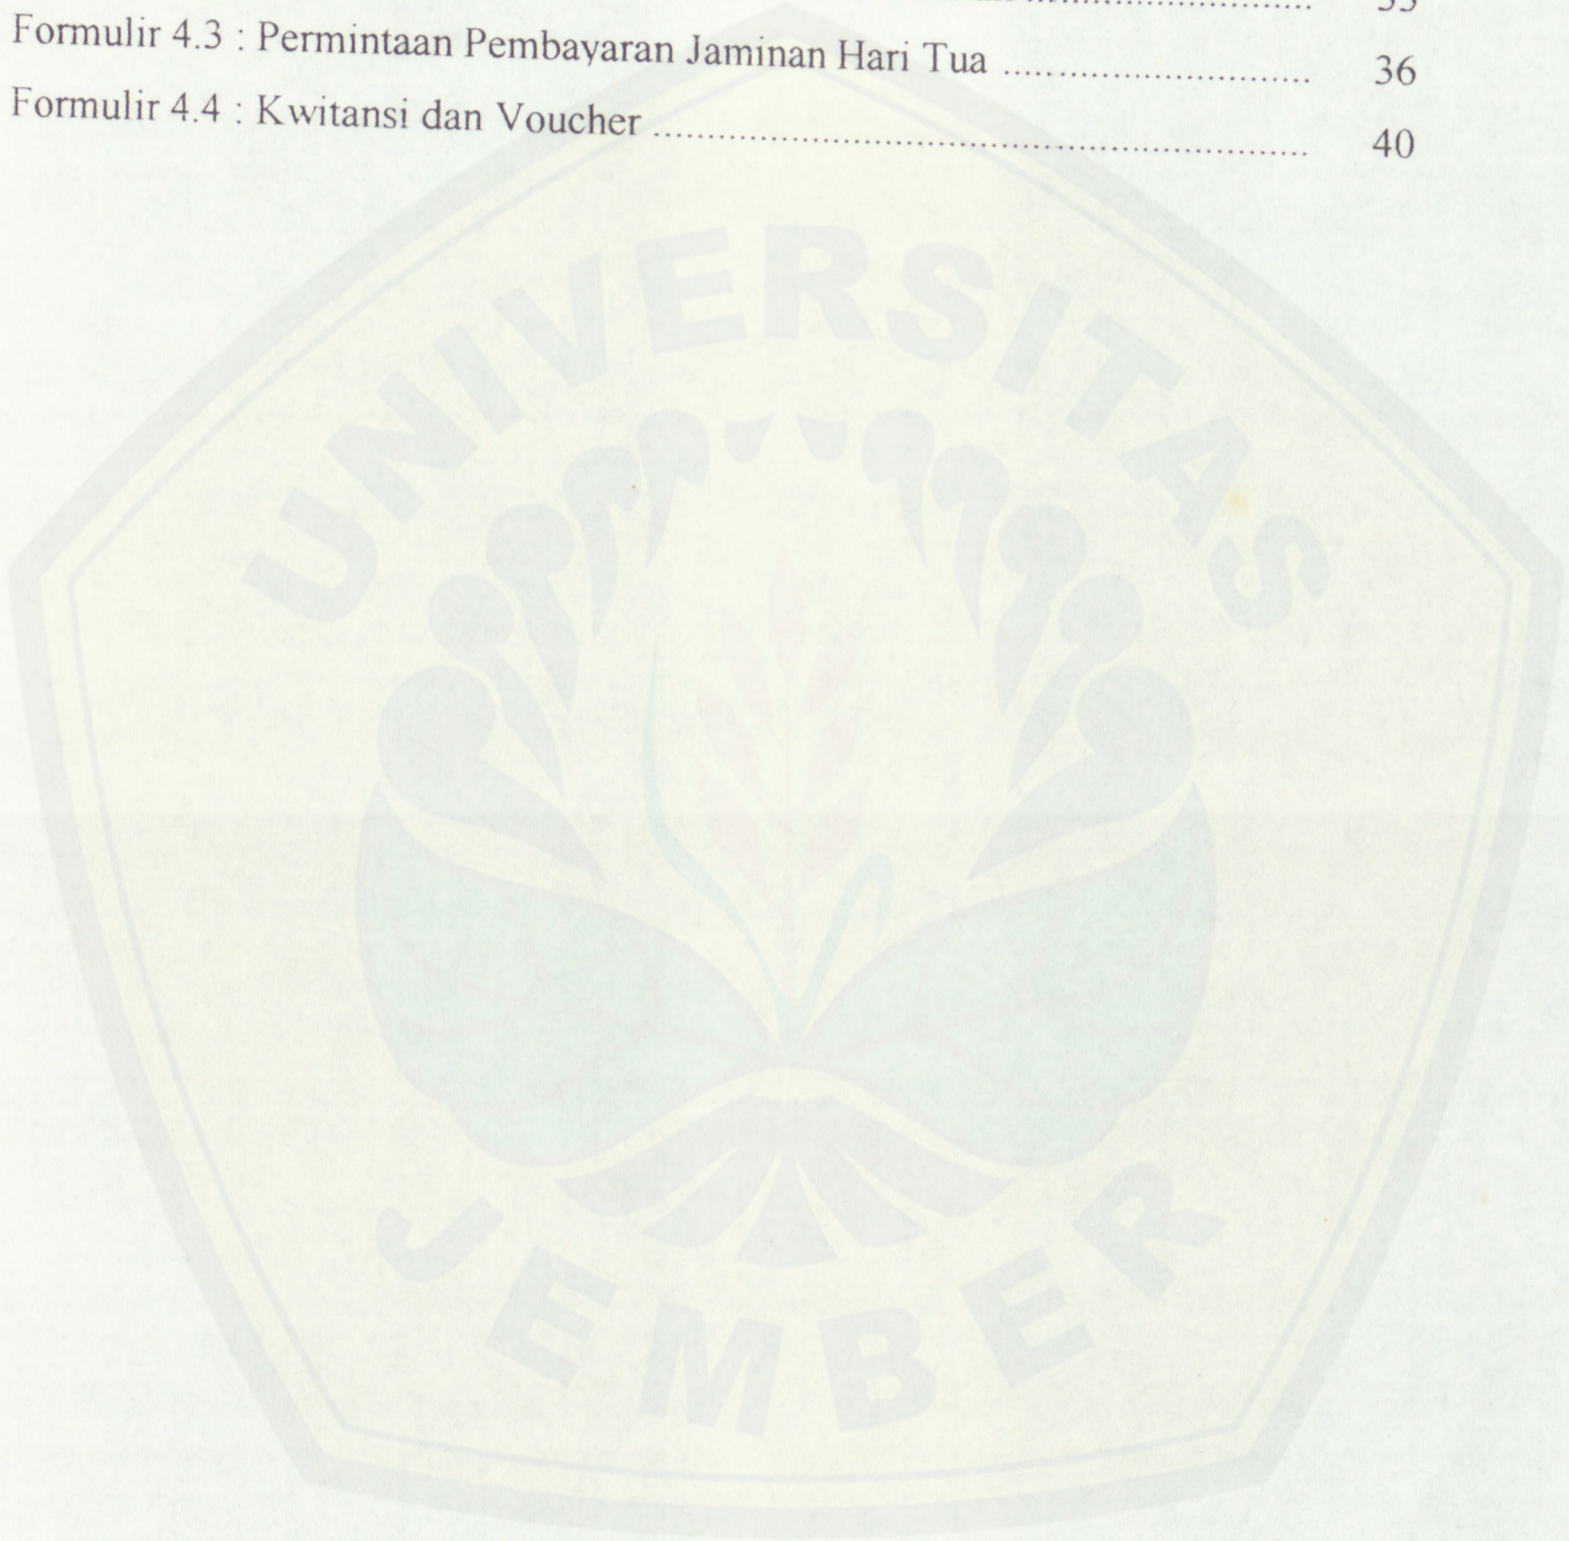 Formulir 4.3 : Permintaan Pembayaran Jaminan Hari Tua ............................ 36
Formulir 4.4 : Kwitansi dan Voucher ............................................................ 40
UNIVERSITAS
JEMBER